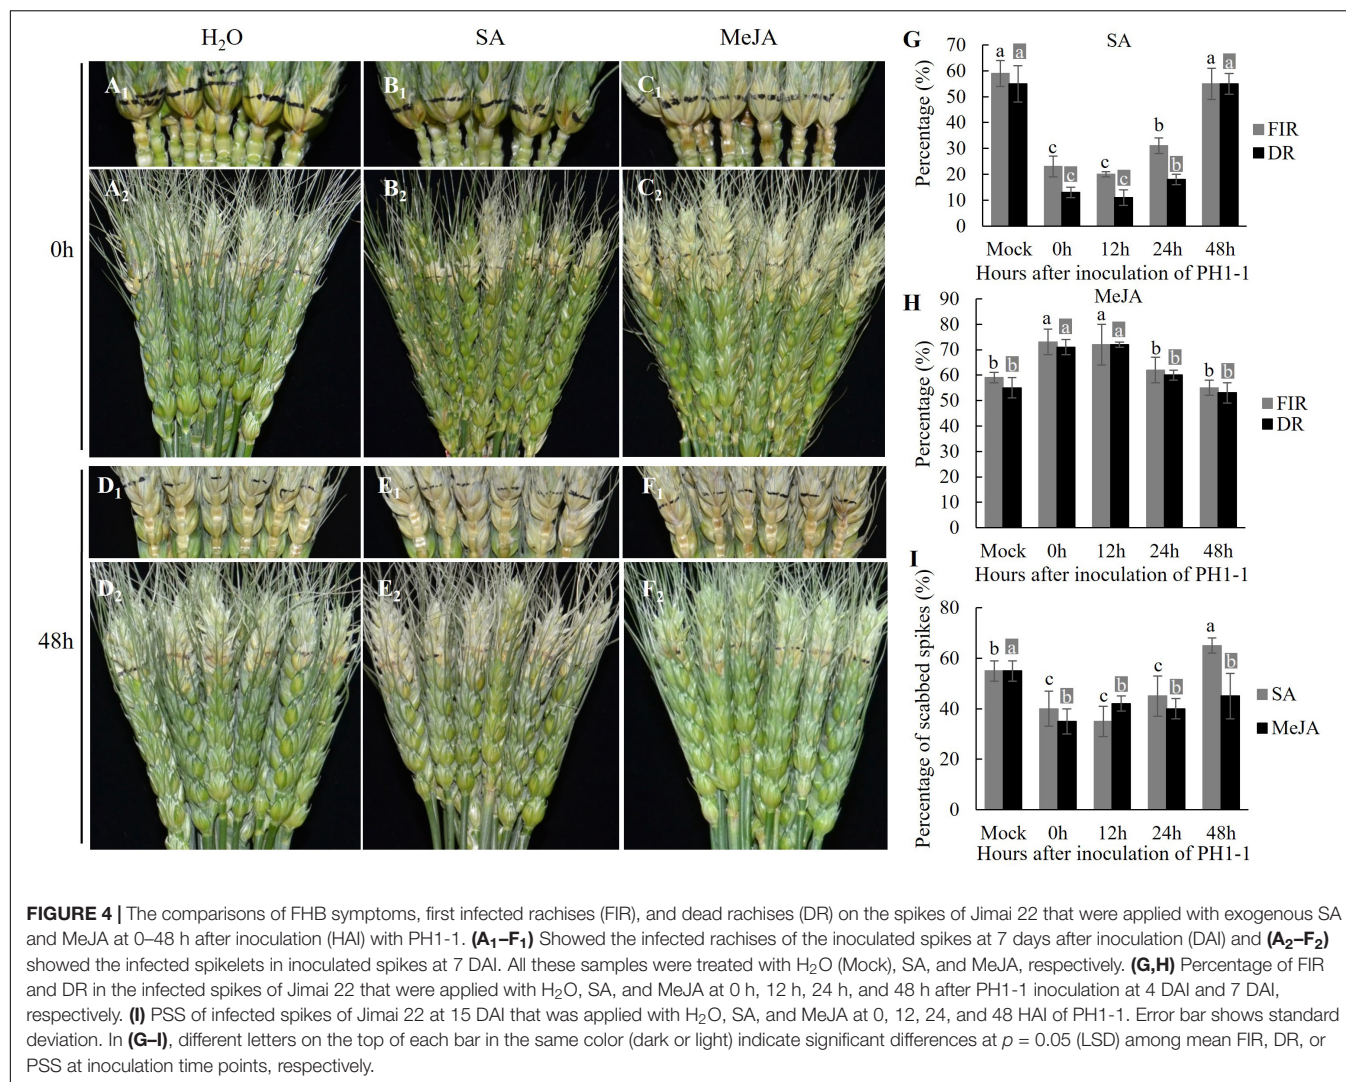 H2O SA MeJA
A1 B1 C1
A2 B2 C2
0h
D1 E1 F1
D2 E2 F2
48h
G SA
Percentage (%)
70
60
50
40
30
20
10
0
a a c c c c b b a a
FIR
DR
Mock 0h 12h 24h 48h
Hours after inoculation of PH1-1
H MeJA
Percentage (%)
90
80
70
60
50
40
30
20
10
0
b b a a a a b b b b
FIR
DR
Mock 0h 12h 24h 48h
Hours after inoculation of PH1-1
I
Percentage of scabbed spikes (%)
80
60
40
20
0
b a c b c b c b a b
SA
MeJA
Mock 0h 12h 24h 48h
Hours after inoculation of PH1-1
FIGURE 4 | The comparisons of FHB symptoms, first infected rachises (FIR), and dead rachises (DR) on the spikes of Jimai 22 that were applied with exogenous SA
and MeJA at 0–48 h after inoculation (HAI) with PH1-1. (A1–F1) Showed the infected rachises of the inoculated spikes at 7 days after inoculation (DAI) and (A2–F2)
showed the infected spikelets in inoculated spikes at 7 DAI. All these samples were treated with H2O (Mock), SA, and MeJA, respectively. (G,H) Percentage of FIR
and DR in the infected spikes of Jimai 22 that were applied with H2O, SA, and MeJA at 0 h, 12 h, 24 h, and 48 h after PH1-1 inoculation at 4 DAI and 7 DAI,
respectively. (I) PSS of infected spikes of Jimai 22 at 15 DAI that was applied with H2O, SA, and MeJA at 0, 12, 24, and 48 HAI of PH1-1. Error bar shows standard
deviation. In (G–I), different letters on the top of each bar in the same color (dark or light) indicate significant differences at p = 0.05 (LSD) among mean FIR, DR, or
PSS at inoculation time points, respectively.